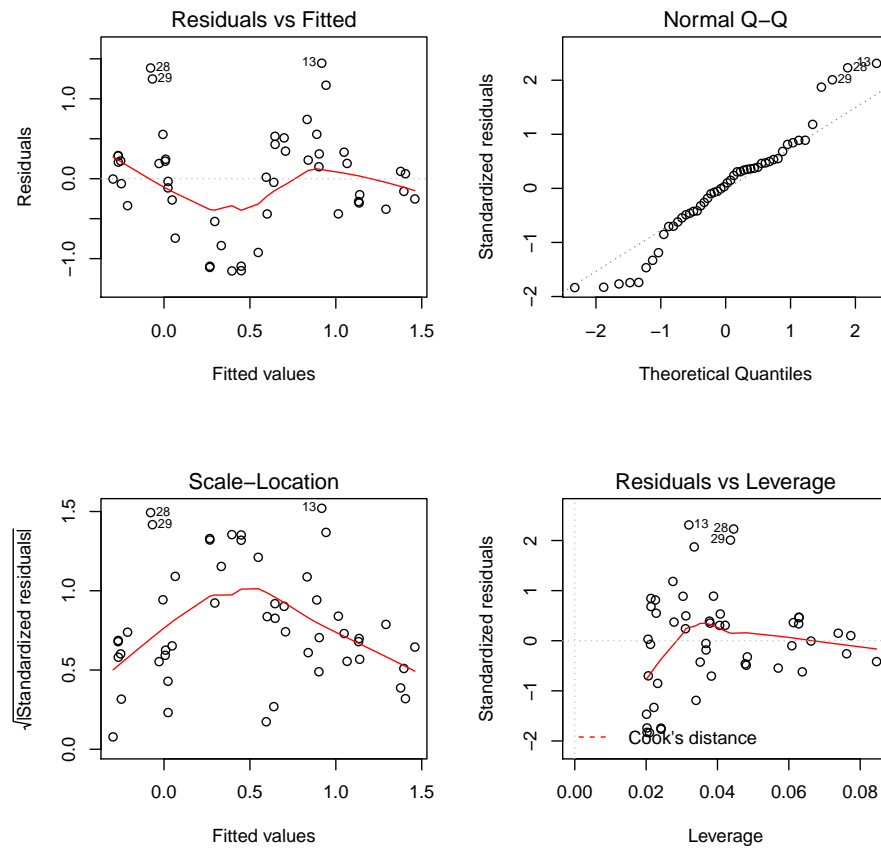 Residuals vs Fitted
Residuals
1.0
0.0
−1.0
28
29
13
0.0 0.5 1.0 1.5
Fitted values
Normal Q−Q
Standardized residuals
2
1
0
−1
−2
13
28
29
−2 −1 0 1 2
Theoretical Quantiles
Scale−Location
√|Standardized residuals|
1.5
1.0
0.5
0.0
28
29
13
0.0 0.5 1.0 1.5
Fitted values
Residuals vs Leverage
Standardized residuals
2
1
0
−1
−2
13
28
29
Cook's distance
0.00 0.02 0.04 0.06 0.08
Leverage